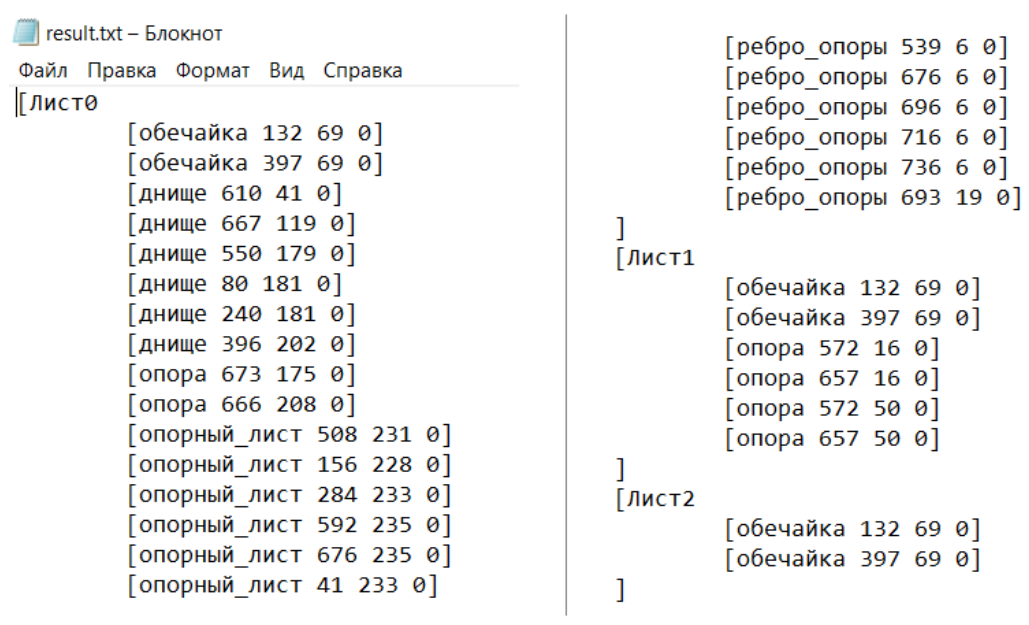 result.txt – Блокнот
Файл Правка Формат Вид Справка
[Лист0
[обечайка 132 69 0]
[обечайка 397 69 0]
[днище 610 41 0]
[днище 667 119 0]
[днище 550 179 0]
[днище 80 181 0]
[днище 240 181 0]
[днище 396 202 0]
[опора 673 175 0]
[опора 666 208 0]
[опорный_лист 508 231 0]
[опорный_лист 156 228 0]
[опорный_лист 284 233 0]
[опорный_лист 592 235 0]
[опорный_лист 676 235 0]
[опорный_лист 41 233 0]
[ребро_опоры 539 6 0]
[ребро_опоры 676 6 0]
[ребро_опоры 696 6 0]
[ребро_опоры 716 6 0]
[ребро_опоры 736 6 0]
[ребро_опоры 693 19 0]
]
[Лист1
[обечайка 132 69 0]
[обечайка 397 69 0]
[опора 572 16 0]
[опора 657 16 0]
[опора 572 50 0]
[опора 657 50 0]
]
[Лист2
[обечайка 132 69 0]
[обечайка 397 69 0]
]